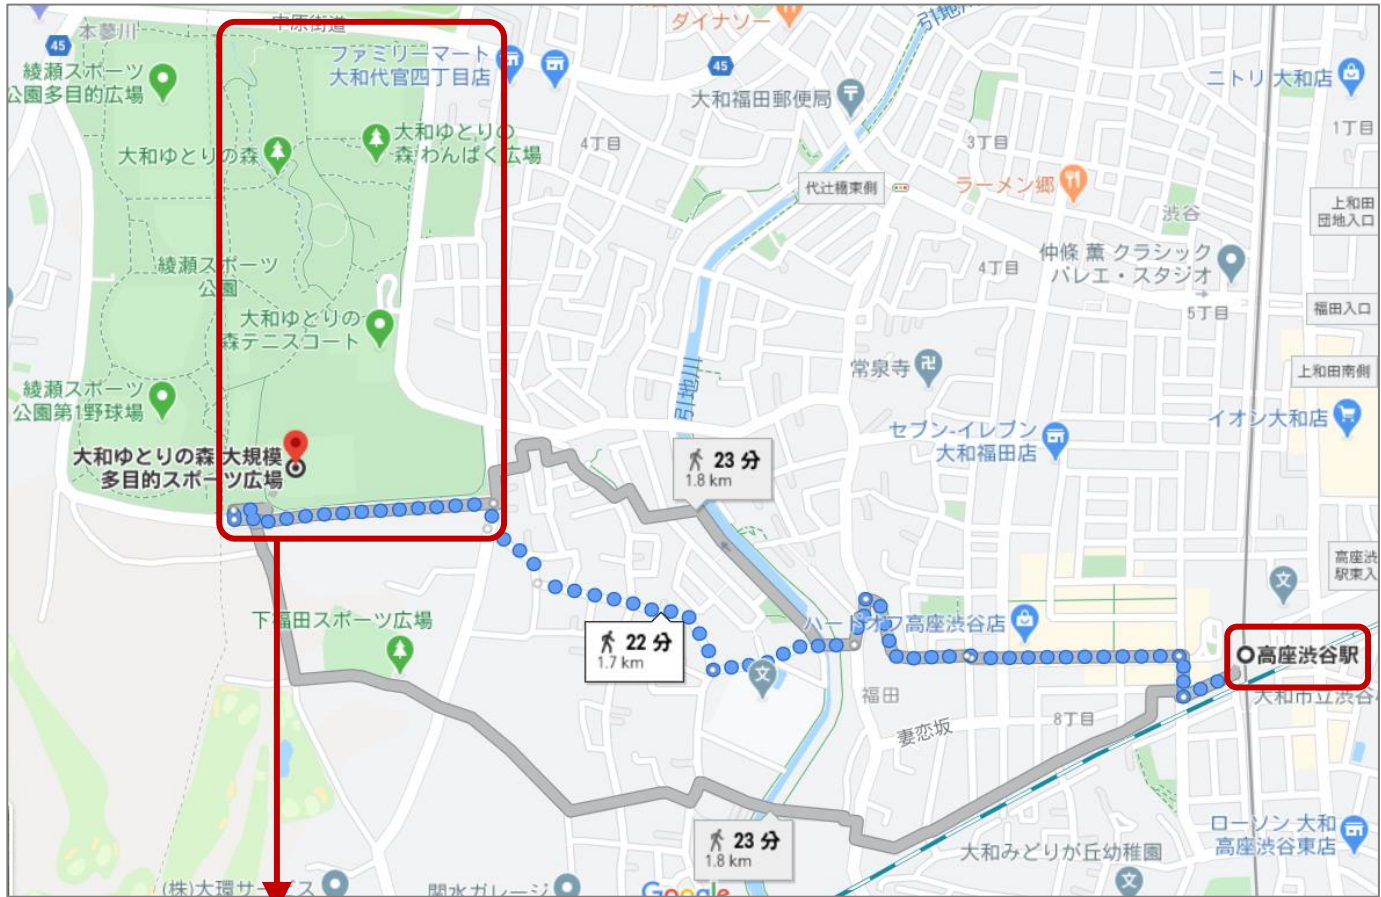 中原街道
本蓼川
45
綾瀬スポーツ
公園多目的広場
ファミリーマート
大和代官四丁目店
ダイナソー
引地川
45
大和福田郵便局
ニトリ 大和店
1丁目
大和ゆとりの森
大和ゆとりの
森 わんぱく広場
4丁目
3丁目
代辻橋東側
ラーメン郷
渋谷
上和田
団地入口
綾瀬スポーツ
公園
4丁目
仲條 薫 クラシック
バレエ・スタジオ
5丁目
福田入口
大和ゆとりの
森テニスコート
引地川
常泉寺
上和田南側
綾瀬スポーツ
公園第1野球場
セブン-イレブン
大和福田店
イオン大和店
大和ゆとりの森 大規模
多目的スポーツ広場
23 分
1.8 km
高座渋
駅東入
文
下福田スポーツ広場
22 分
1.7 km
ハードオフ高座渋谷店
文
高座渋谷駅
大和市立渋谷
福田
8丁目
妻恋坂
23 分
1.8 km
大和みどりが丘幼稚園
文
ローソン 大和
高座渋谷東店
(株)大環サービス
関水ガレージ
Google